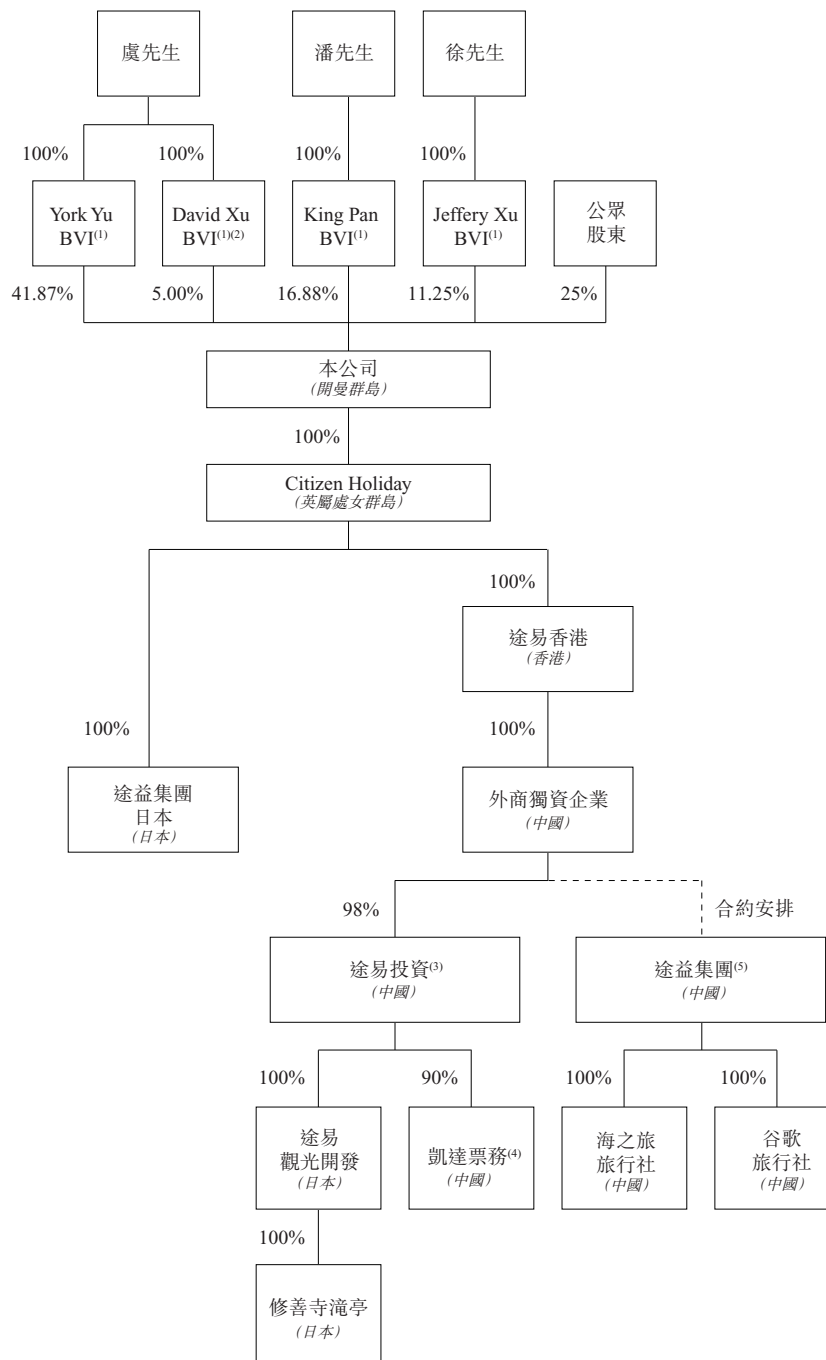 虞先生
潘先生
徐先生
100%
100%
100%
100%
York Yu
BVI(1)
David Xu
BVI(1)(2)
King Pan
BVI(1)
Jeffery Xu
BVI(1)
公眾
股東
41.87%
5.00%
16.88%
11.25%
25%
本公司
（開曼群島）
100%
Citizen Holiday
（英屬處女群島）
100%
途易香港
（香港）
100%
100%
途益集團
日本
（日本）
外商獨資企業
（中國）
98%
合約安排
途易投資(3)
（中國）
途益集團(5)
（中國）
100%
90%
100%
100%
途易
觀光開發
（日本）
凱達票務(4)
（中國）
海之旅
旅行社
（中國）
谷歌
旅行社
（中國）
100%
修善寺滝亭
（日本）